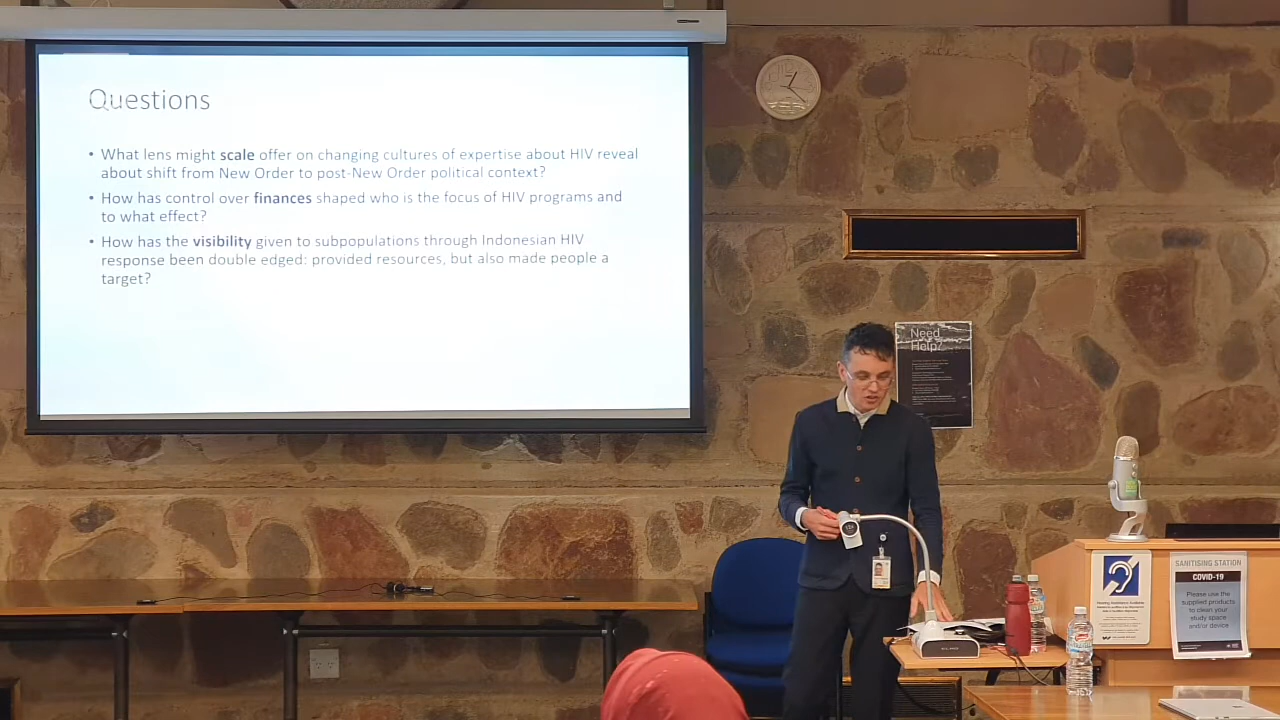 Questions
• What lens might scale offer on changing cultures of expertise about HIV reveal
about shift from New Order to post-New Order political context?
• How has control over finances shaped who is the focus of HIV programs and
to what effect?
• How has the visibility given to subpopulations through Indonesian HIV
response been double edged: provided resources, but also made people a
target?
Need
Help?
ELMO
SANITISING STATION
COVID-19
Please use the
supplied products
to clean your
study space
and/or device